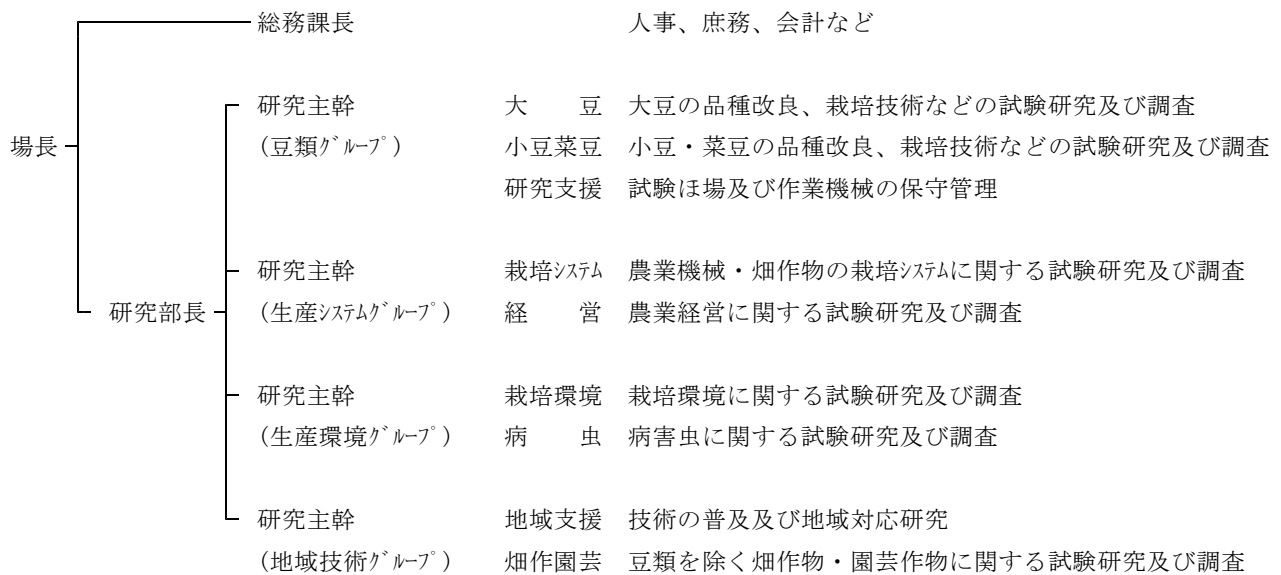 総務課長 人事、庶務、会計など
研究主幹 大 豆 大豆の品種改良、栽培技術などの試験研究及び調査
場長 (豆類ｸﾞﾙｰﾌﾟ) 小豆菜豆 小豆・菜豆の品種改良、栽培技術などの試験研究及び調査
研究支援 試験ほ場及び作業機械の保守管理
研究主幹 栽培ｼｽﾃﾑ 農業機械・畑作物の栽培ｼｽﾃﾑに関する試験研究及び調査
研究部長 (生産ｼｽﾃﾑｸﾞﾙｰﾌﾟ) 経 営 農業経営に関する試験研究及び調査
研究主幹 栽培環境 栽培環境に関する試験研究及び調査
(生産環境ｸﾞﾙｰﾌﾟ) 病 虫 病害虫に関する試験研究及び調査
研究主幹 地域支援 技術の普及及び地域対応研究
(地域技術ｸﾞﾙｰﾌﾟ) 畑作園芸 豆類を除く畑作物・園芸作物に関する試験研究及び調査